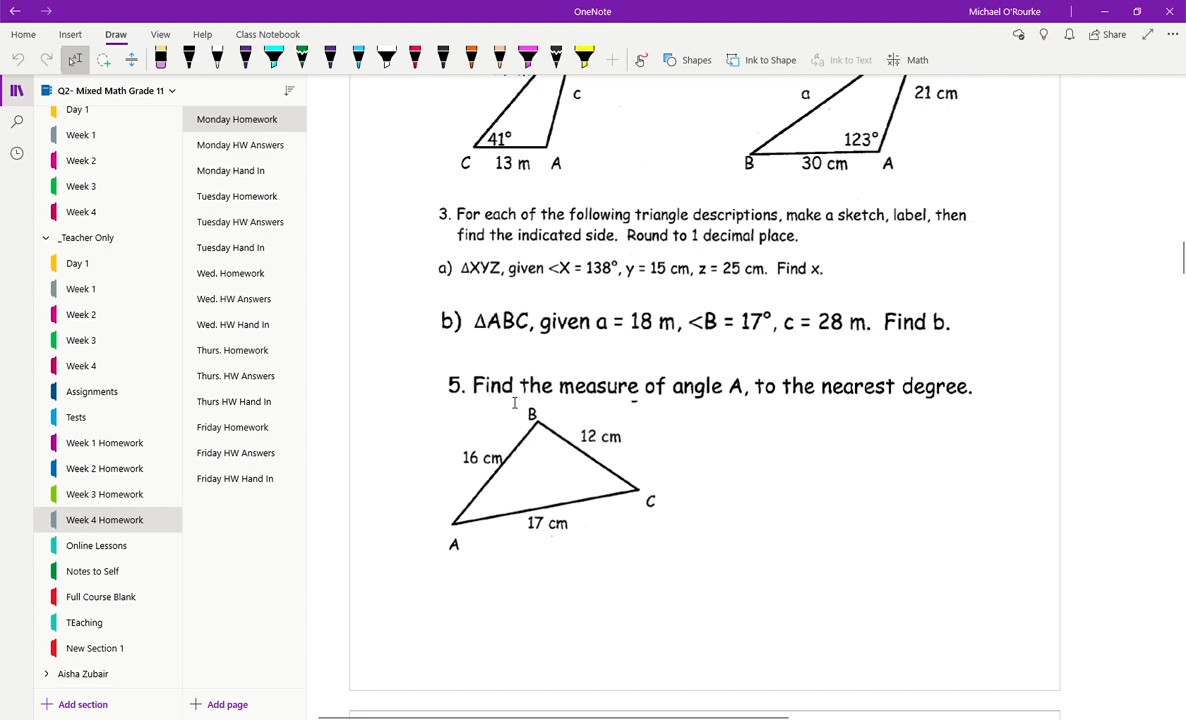 OneNote
Michael O'Rourke
Home
Insert
Draw
View
Help
Class Notebook
Shapes
Ink to Shape
Ink to Text
Math
Share
Q2- Mixed Math Grade 11
Day 1
Week 1
Week 2
Week 3
Week 4
_Teacher Only
Day 1
Week 1
Week 2
Week 3
Week 4
Assignments
Tests
Week 1 Homework
Week 2 Homework
Week 3 Homework
Week 4 Homework
Online Lessons
Notes to Self
Full Course Blank
TEaching
New Section 1
Aisha Zubair
Add section
Monday Homework
Monday HW Answers
Monday Hand In
Tuesday Homework
Tuesday HW Answers
Tuesday Hand In
Wed. Homework
Wed. HW Answers
Wed. HW Hand In
Thurs. Homework
Thurs. HW Answers
Thurs HW Hand In
Friday Homework
Friday HW Answers
Friday HW Hand In
Add page
c
41°
C 13 m A
a
21 cm
123°
B 30 cm A
3. For each of the following triangle descriptions, make a sketch, label, then
find the indicated side. Round to 1 decimal place.
a) ΔXYZ, given <X = 138°, y = 15 cm, z = 25 cm. Find x.
b) ΔABC, given a = 18 m, <B = 17°, c = 28 m. Find b.
5. Find the measure of angle A, to the nearest degree.
B
12 cm
16 cm
C
17 cm
A